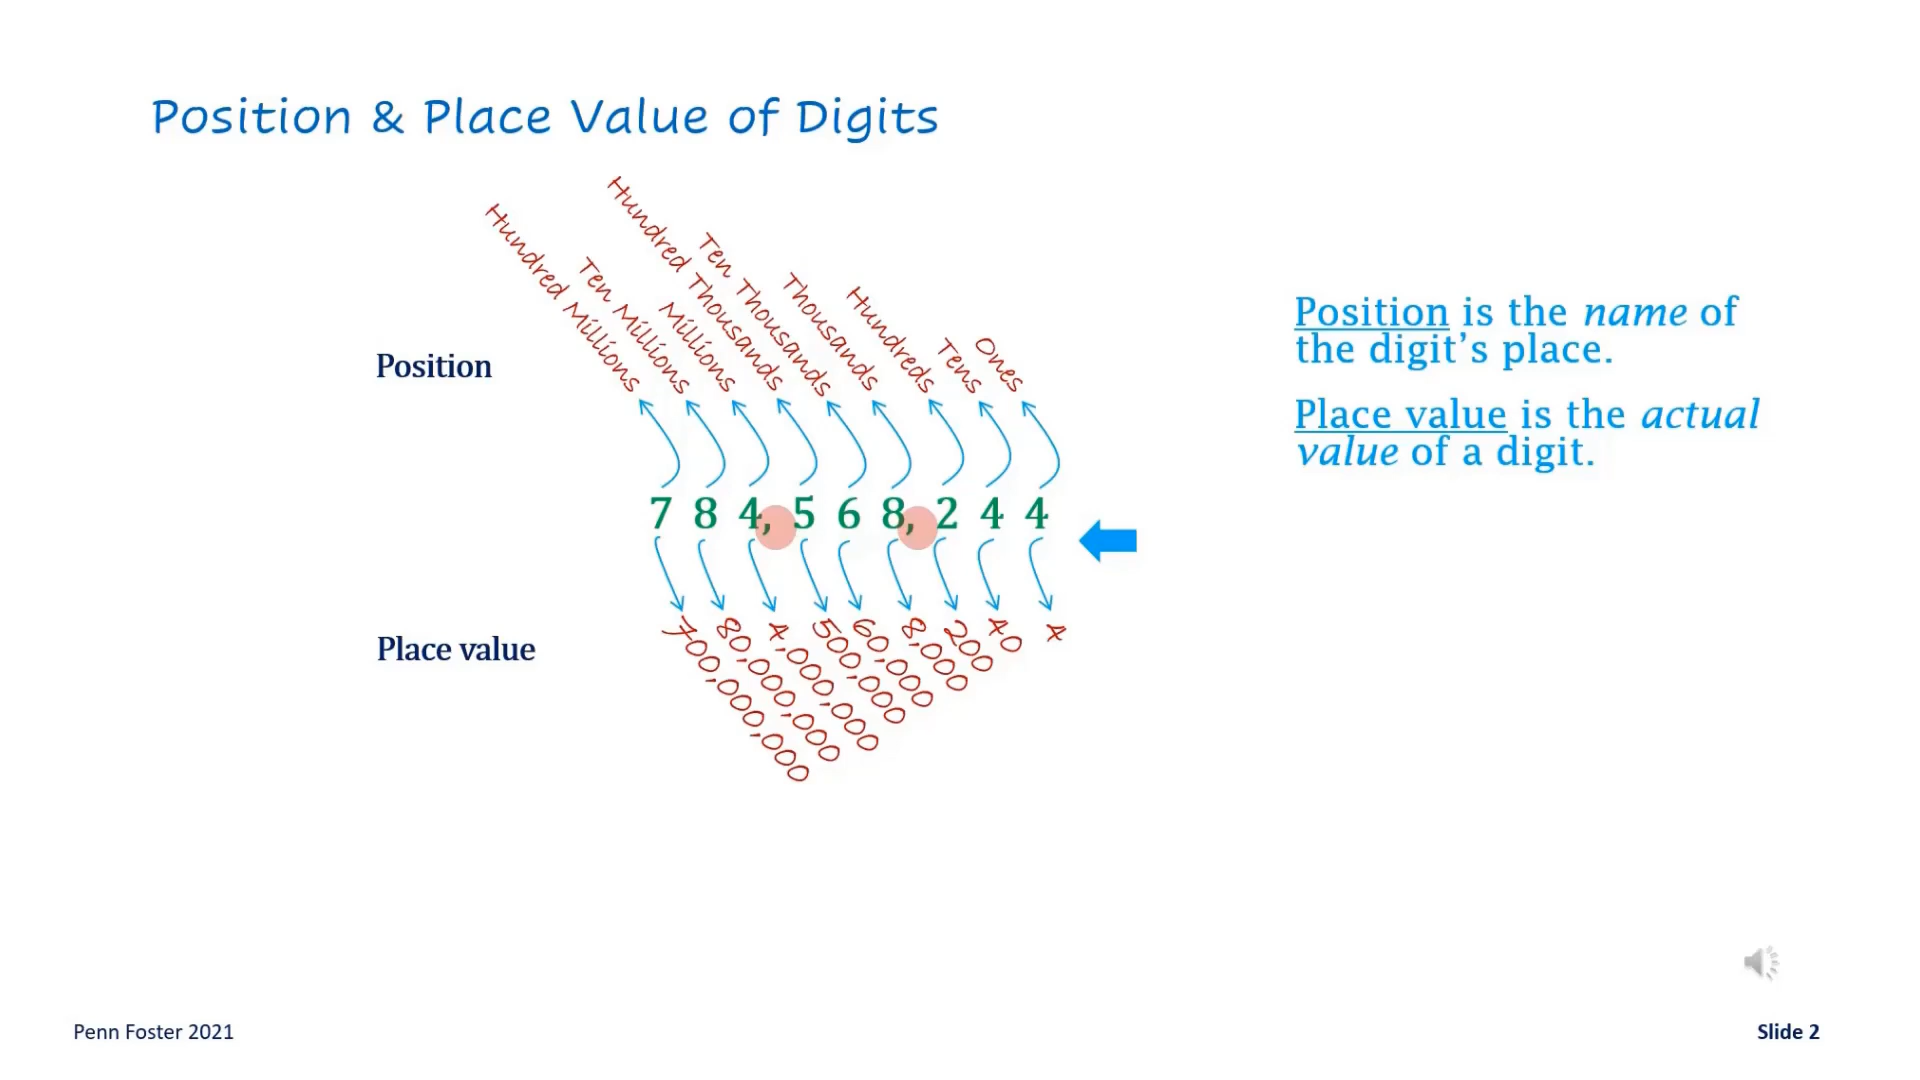 Position & Place Value of Digits
Hundred Millions
Ten Millions
Millions
Hundred Thousands
Ten Thousands
Thousands
Hundreds
Tens
Ones
Position
7 8 4, 5 6 8, 2 4 4
Place value
700,000,000
80,000,000
4,000,000
500,000
60,000
8,000
200
40
4
Position is the name of
the digit’s place.
Place value is the actual
value of a digit.
Penn Foster 2021
Slide 2